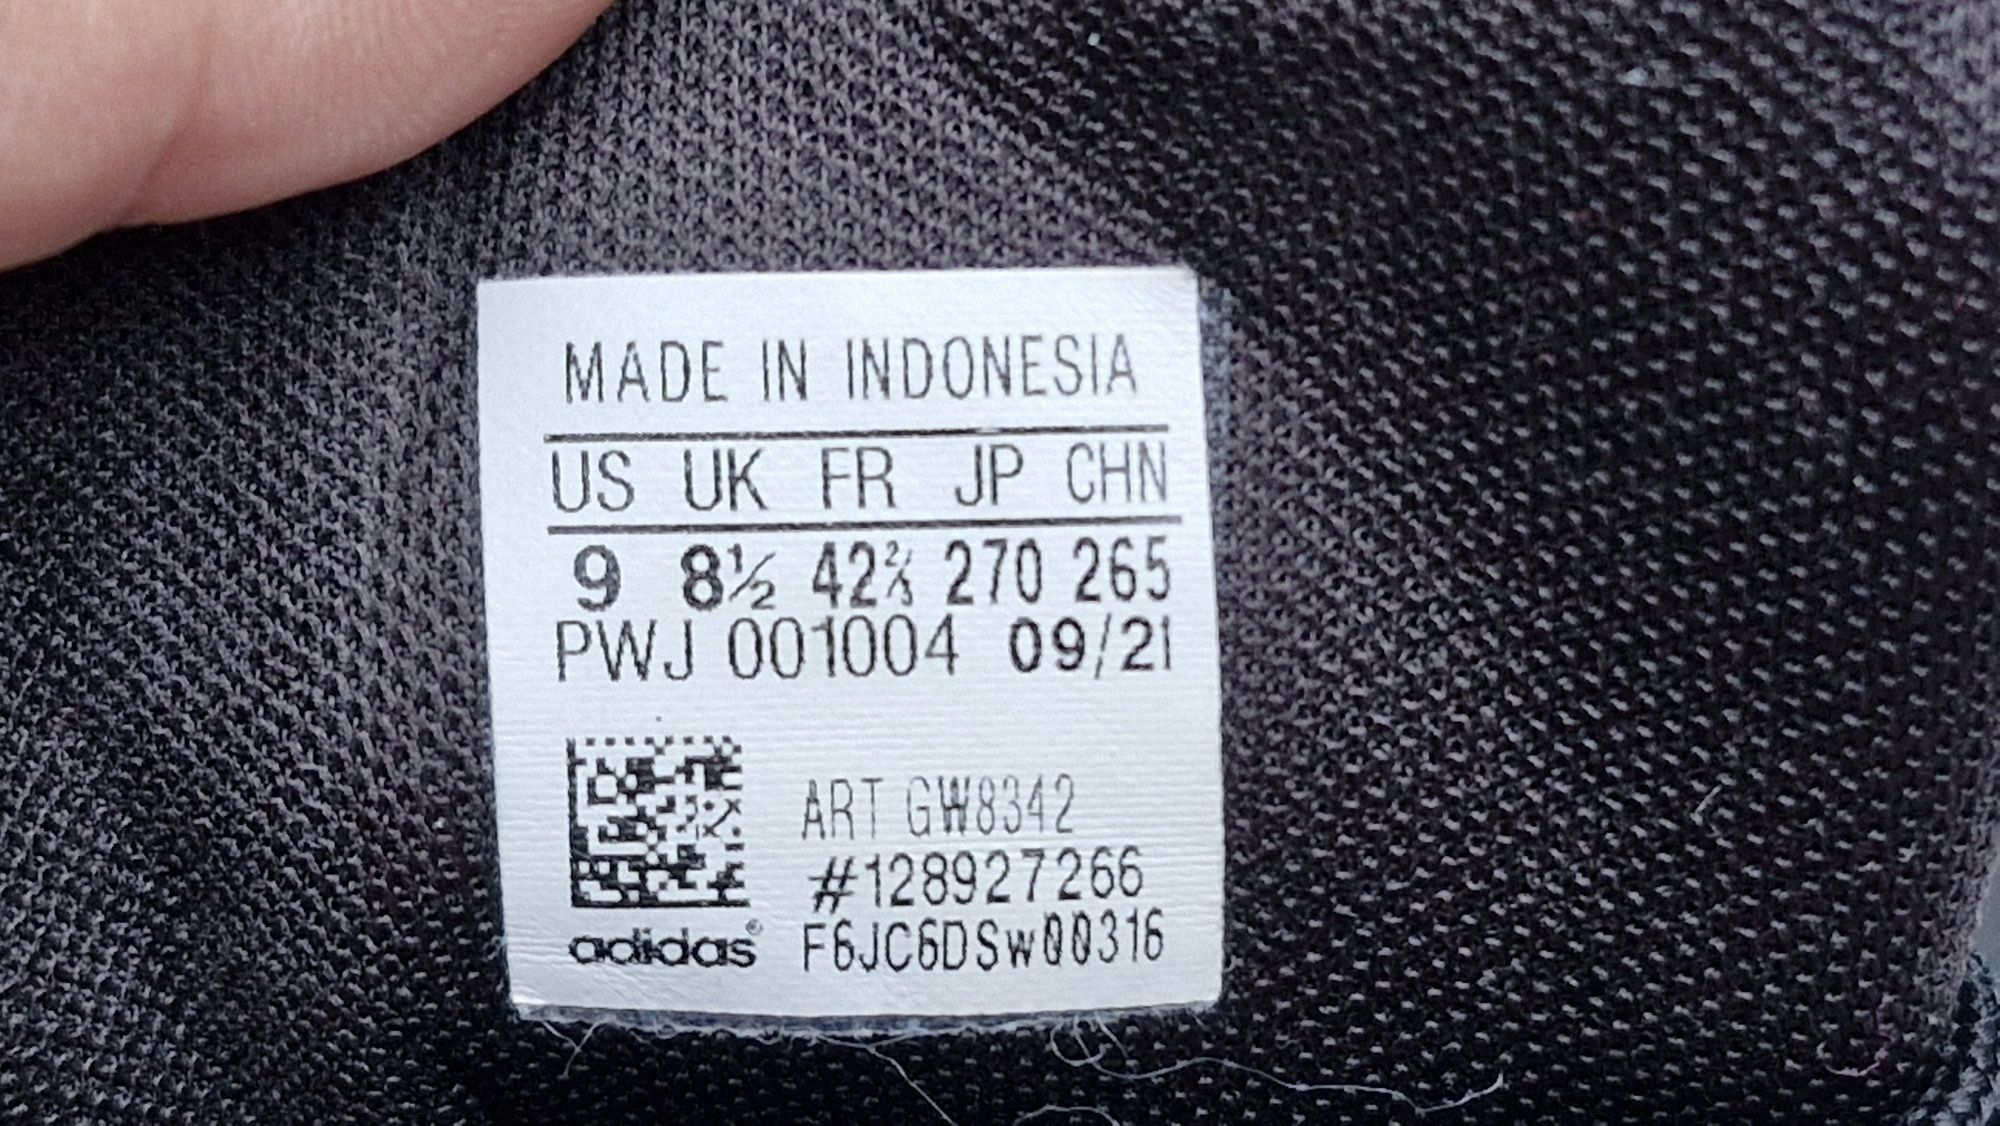 MADE IN INDONESIA
US UK FR JP CHN
9 8½ 42⅔ 270 265
PWJ 001004 09/21
ART GW8342
#128927266
adidas® F6JC6DSW00316